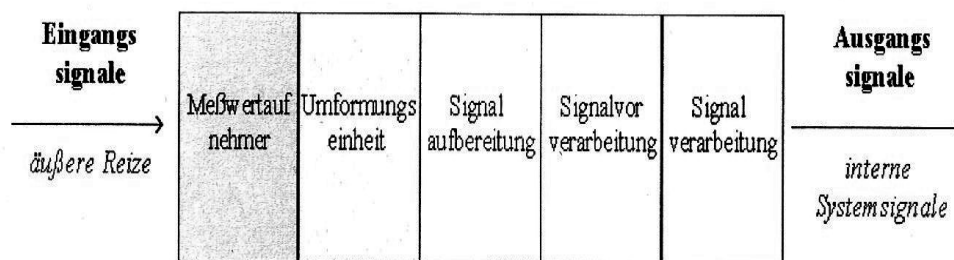 Eingangs
signale
äußere Reize
Meßwertauf
nehmer
Umformungs
einheit
Signal
aufbereitung
Signalvor
verarbeitung
Signal
verarbeitung
Ausgangs
signale
interne
Systemsignale